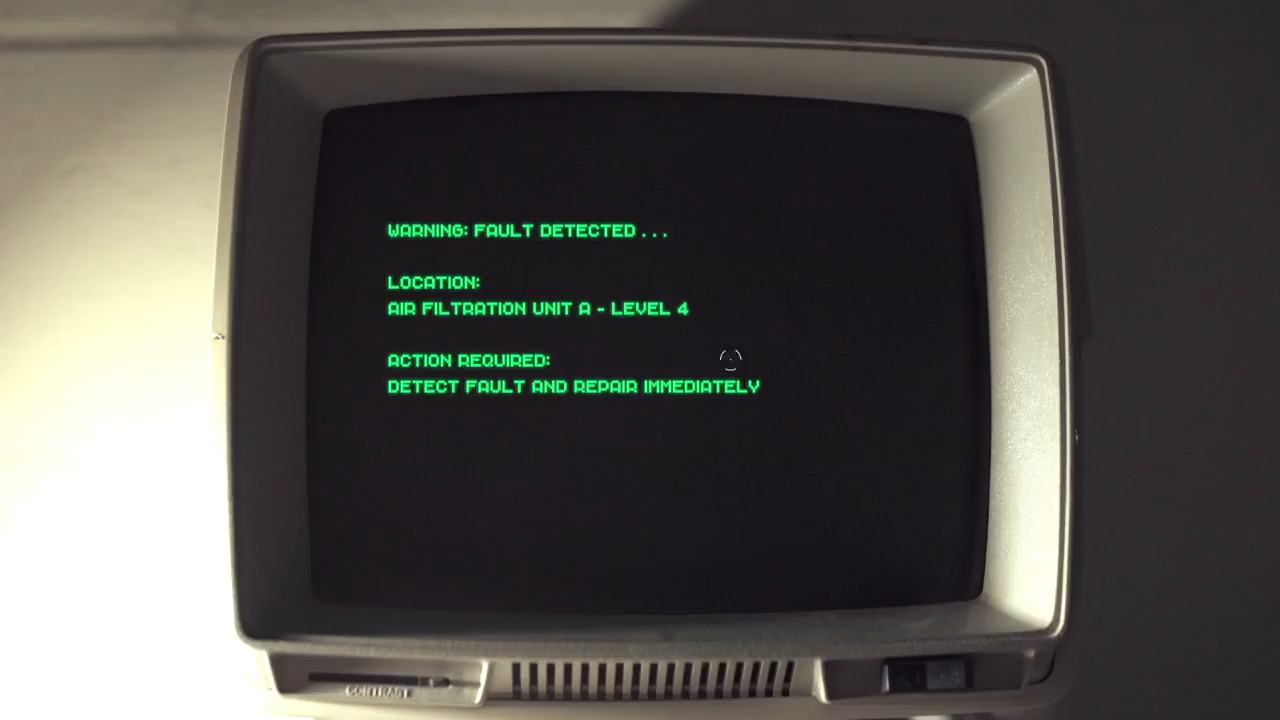 WARNING: FAULT DETECTED . . .
LOCATION:
AIR FILTRATION UNIT A - LEVEL 4
ACTION REQUIRED:
DETECT FAULT AND REPAIR IMMEDIATELY
CONTRAST